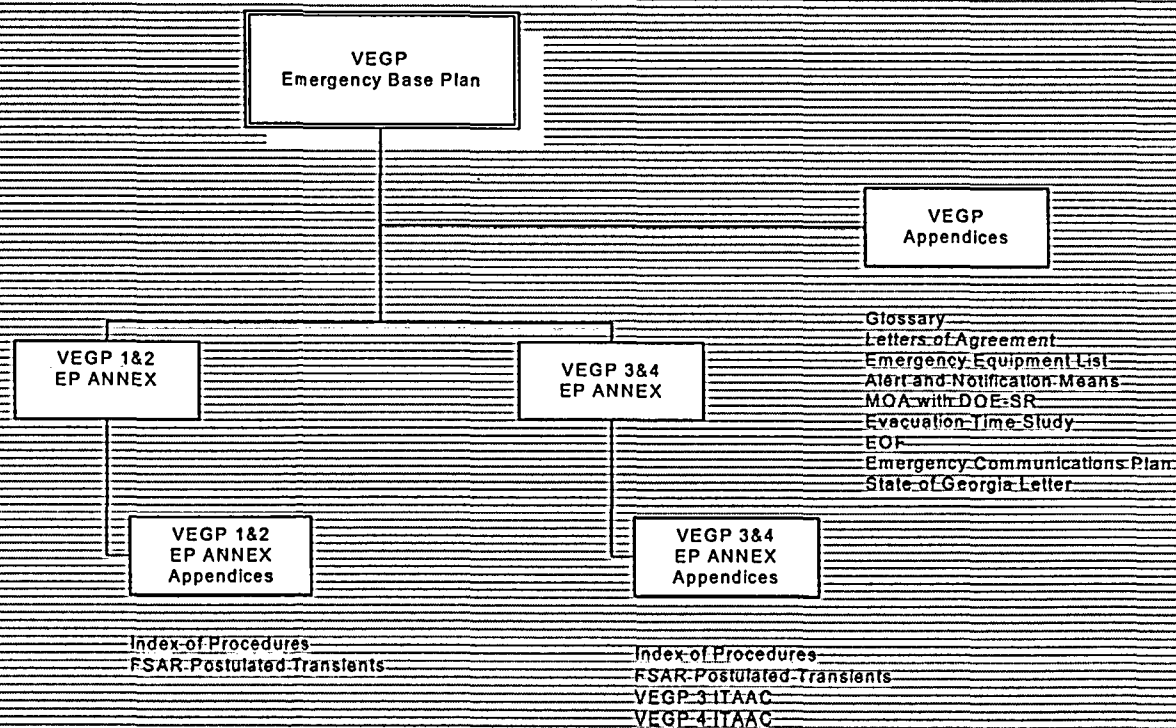 VEGP
Emergency Base Plan
VEGP
Appendices
Glossary
Letters of Agreement
Emergency Equipment List
Alert and Notification Means
MOA with DOE-SR
Evacuation Time Study
EOF
Emergency Communications Plan
State of Georgia Letter
VEGP 1&2
EP ANNEX
VEGP 3&4
EP ANNEX
VEGP 1&2
EP ANNEX
Appendices
Index of Procedures
FSAR Postulated Transients
VEGP 3&4
EP ANNEX
Appendices
Index of Procedures
FSAR Postulated Transients
VEGP 3 ITAAC
VEGP 4 ITAAC